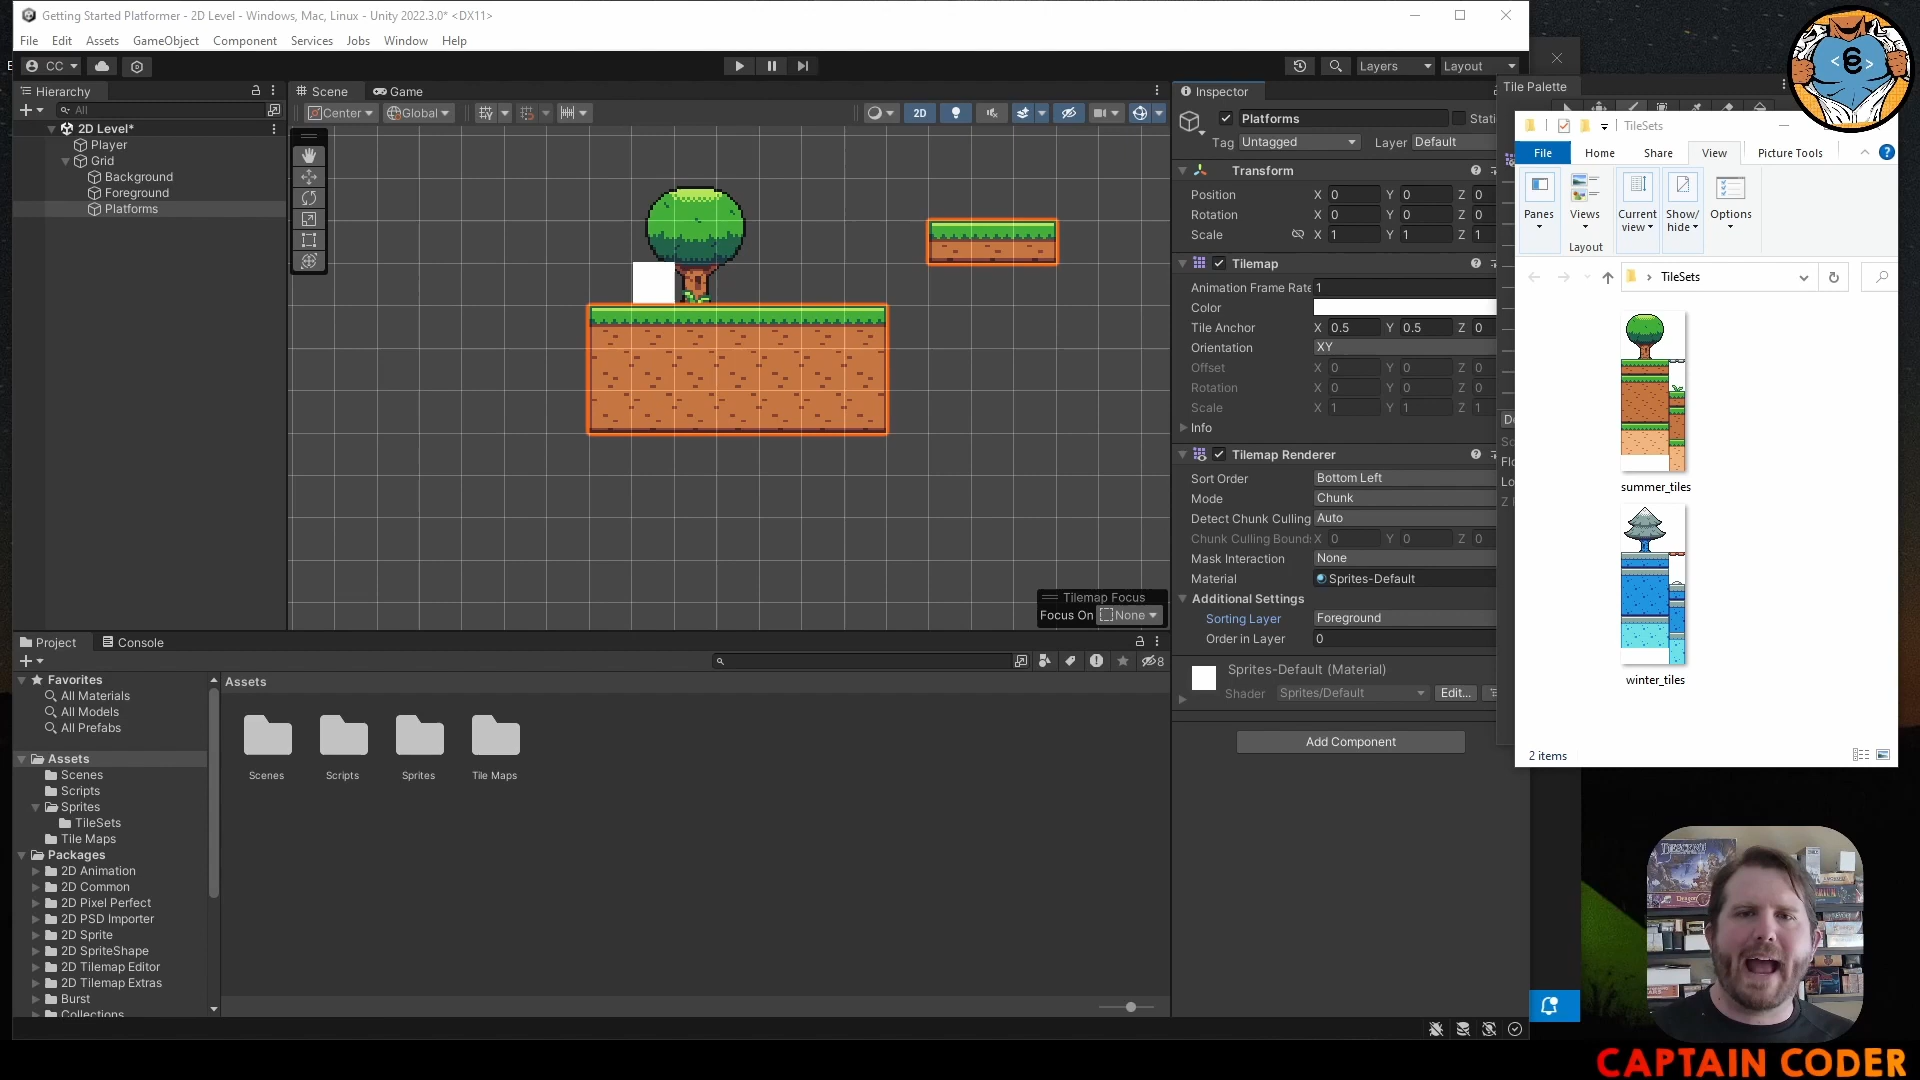 Getting Started Platformer - 2D Level - Windows, Mac, Linux - Unity 2022.3.0* <DX11>
File Edit Assets GameObject Component Services Jobs Window Help
CC
Layers Layout
Hierarchy
All
2D Level*
Player
Grid
Background
Foreground
Platforms
Scene Game
Center Global
2D
Tilemap Focus
Focus On None
Inspector
Platforms
Tag Untagged Layer Default
Transform
Position X 0 Y 0 Z 0
Rotation X 0 Y 0 Z 0
Scale X 1 Y 1 Z 1
Tilemap
Animation Frame Rate 1
Color
Tile Anchor X 0.5 Y 0.5 Z 0
Orientation XY
Offset X 0 Y 0 Z 0
Rotation X 0 Y 0 Z 0
Scale X 1 Y 1 Z 1
Info
Tilemap Renderer
Sort Order Bottom Left
Mode Chunk
Detect Chunk Culling Auto
Chunk Culling Bounds X 0 Y 0 Z 0
Mask Interaction None
Material Sprites-Default
Additional Settings
Sorting Layer Foreground
Order in Layer 0
Sprites-Default (Material)
Shader Sprites/Default Edit...
Add Component
Tile Palette
TileSets
File Home Share View Picture Tools
Panes Views Current view Show/ hide Options
Layout
TileSets
summer_tiles
winter_tiles
2 items
Project Console
8
Favorites
All Materials
All Models
All Prefabs
Assets
Scenes
Scripts
Sprites
TileSets
Tile Maps
Packages
2D Animation
2D Common
2D Pixel Perfect
2D PSD Importer
2D Sprite
2D SpriteShape
2D Tilemap Editor
2D Tilemap Extras
Burst
Collections
Assets
Scenes Scripts Sprites Tile Maps
DESCENT
CAPTAIN CODER